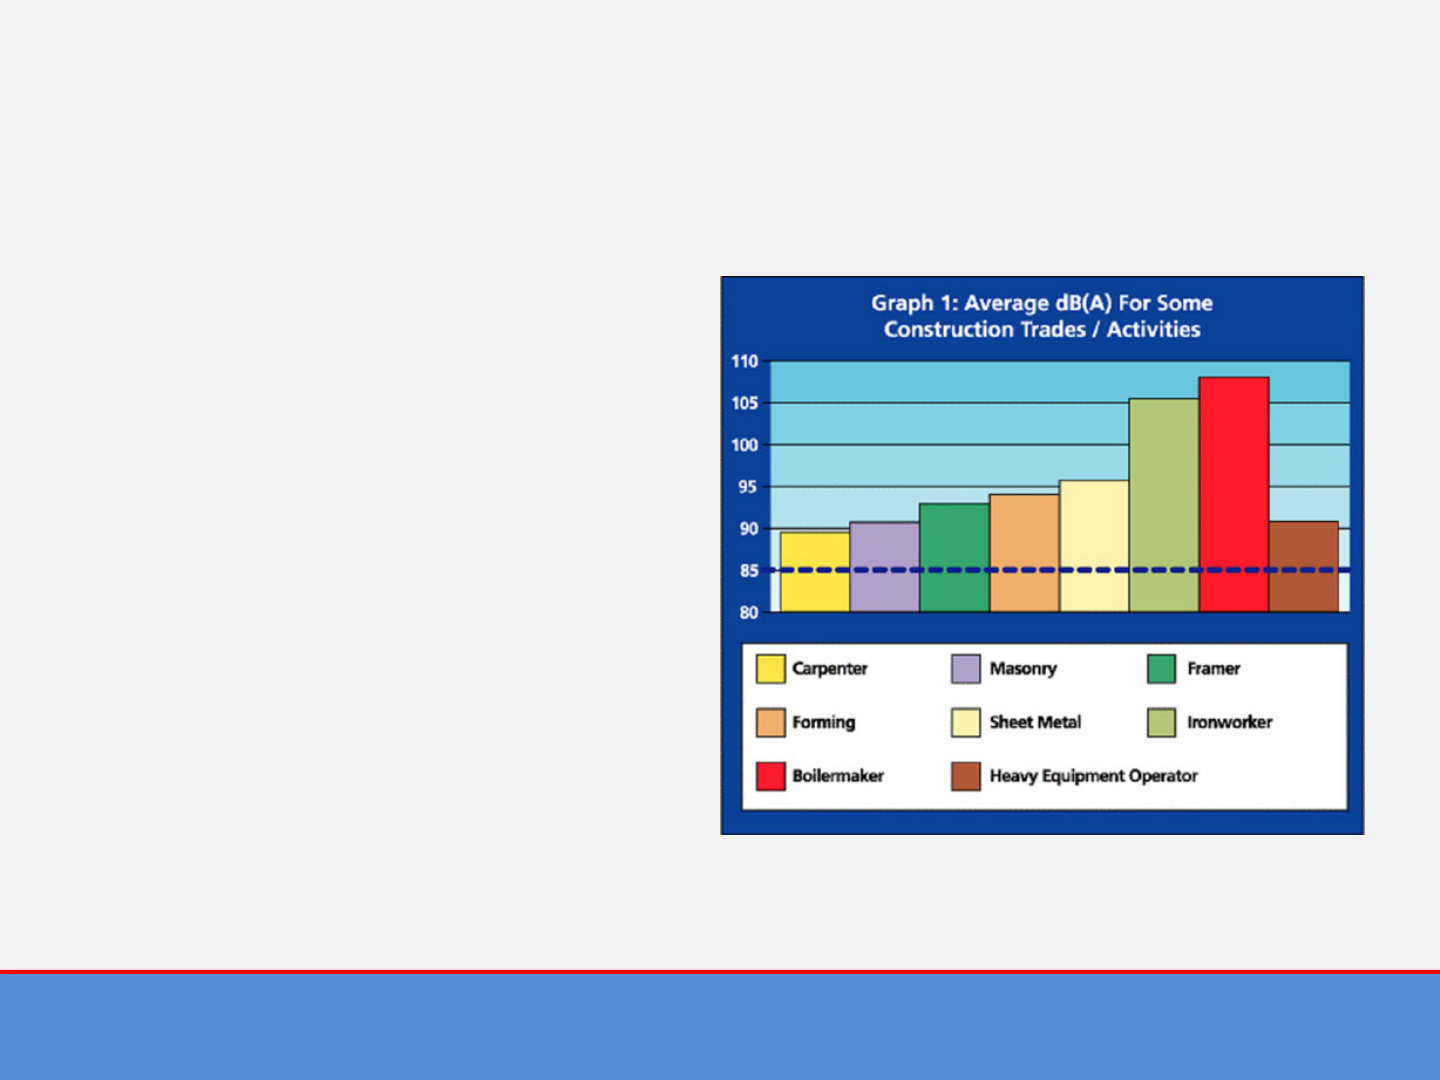 Graph 1: Average dB(A) For Some
Construction Trades / Activities
110
105
100
95
90
85
80
Carpenter Masonry Framer
Forming Sheet Metal Ironworker
Boilermaker Heavy Equipment Operator